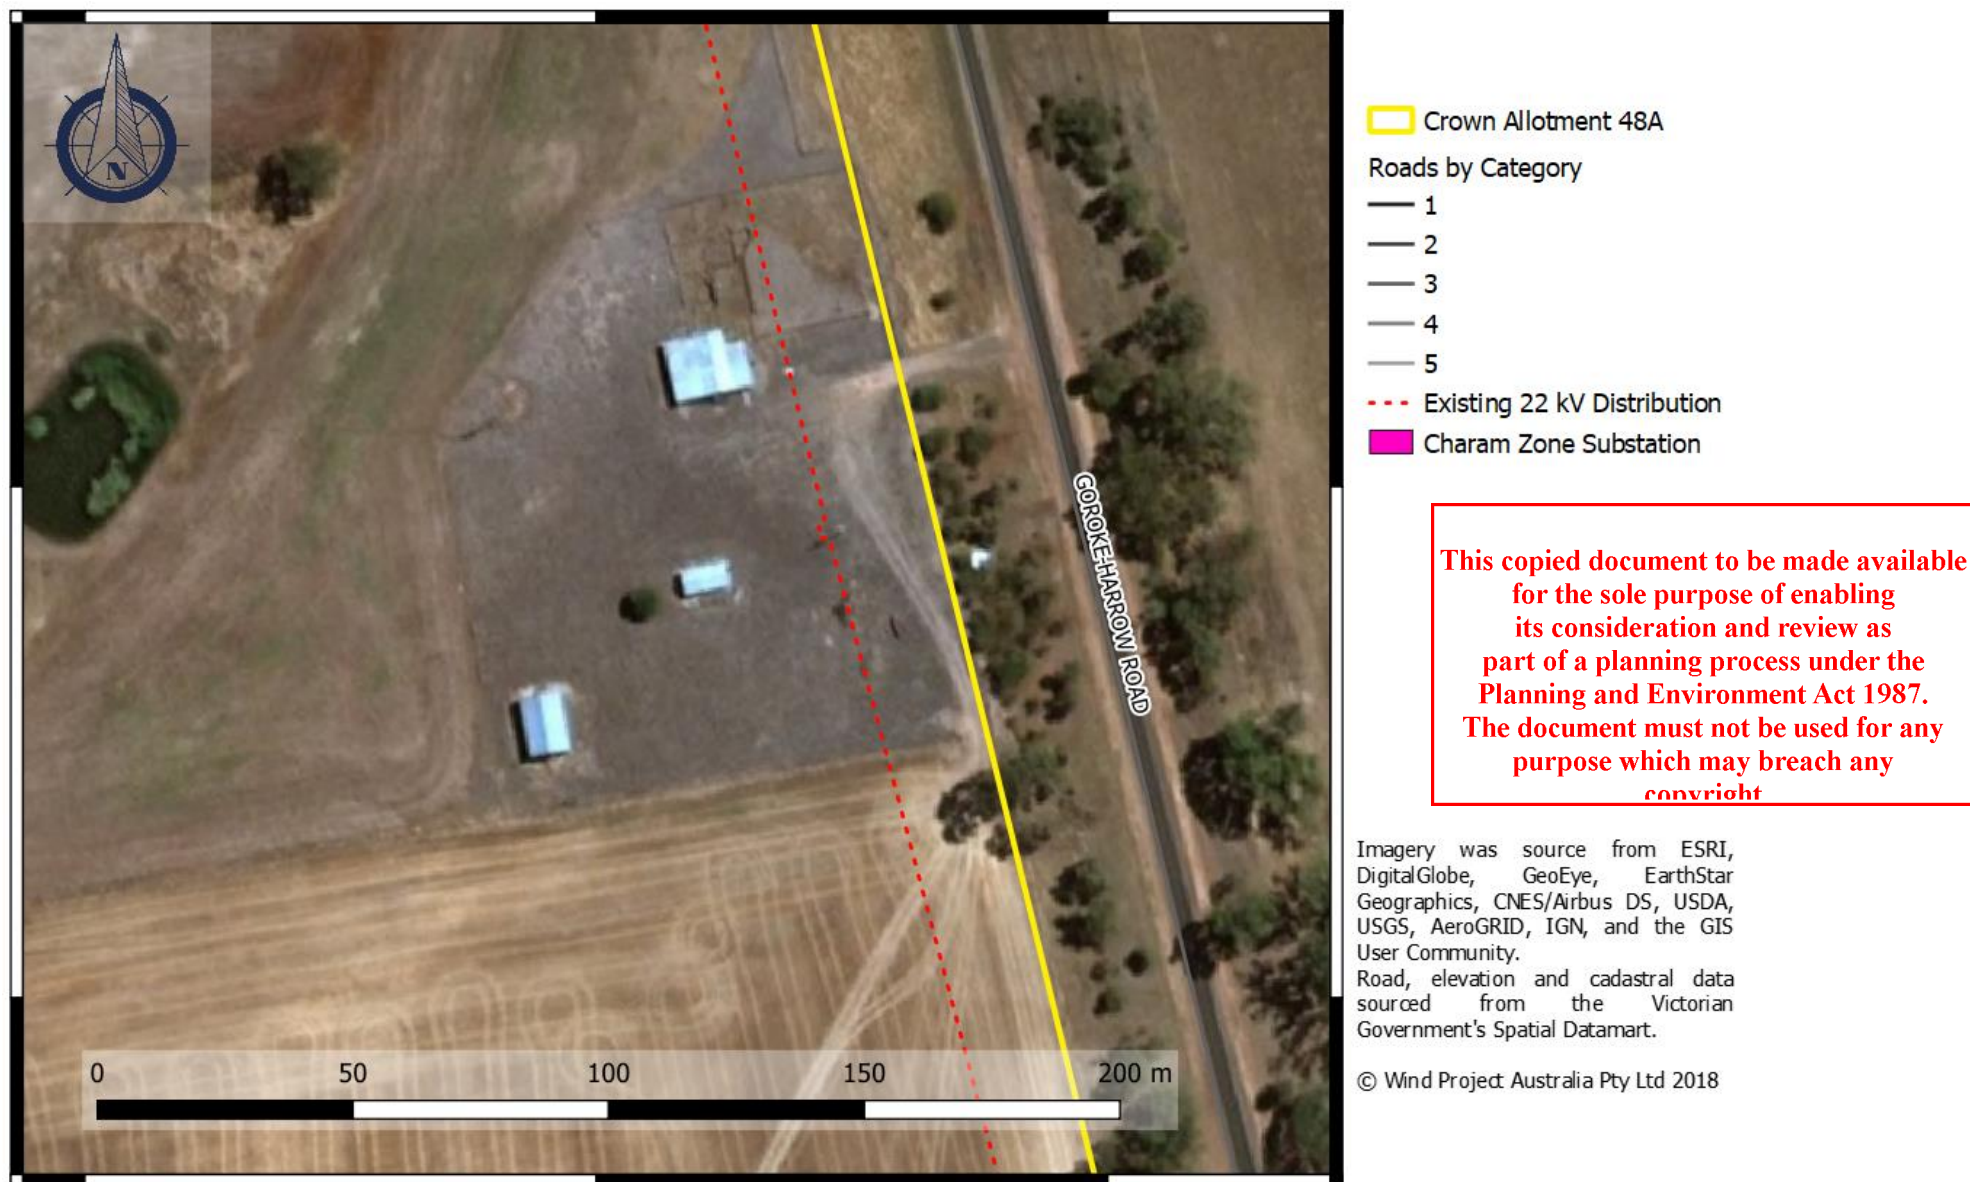 N
GOROKE-HARROW ROAD
0 50 100 150 200 m
Crown Allotment 48A
Roads by Category
1
2
3
4
5
Existing 22 kV Distribution
Charam Zone Substation
This copied document to be made available
for the sole purpose of enabling
its consideration and review as
part of a planning process under the
Planning and Environment Act 1987.
The document must not be used for any
purpose which may breach any
copyright
Imagery was source from ESRI,
DigitalGlobe, GeoEye, EarthStar
Geographics, CNES/Airbus DS, USDA,
USGS, AeroGRID, IGN, and the GIS
User Community.
Road, elevation and cadastral data
sourced from the Victorian
Government's Spatial Datamart.
© Wind Project Australia Pty Ltd 2018